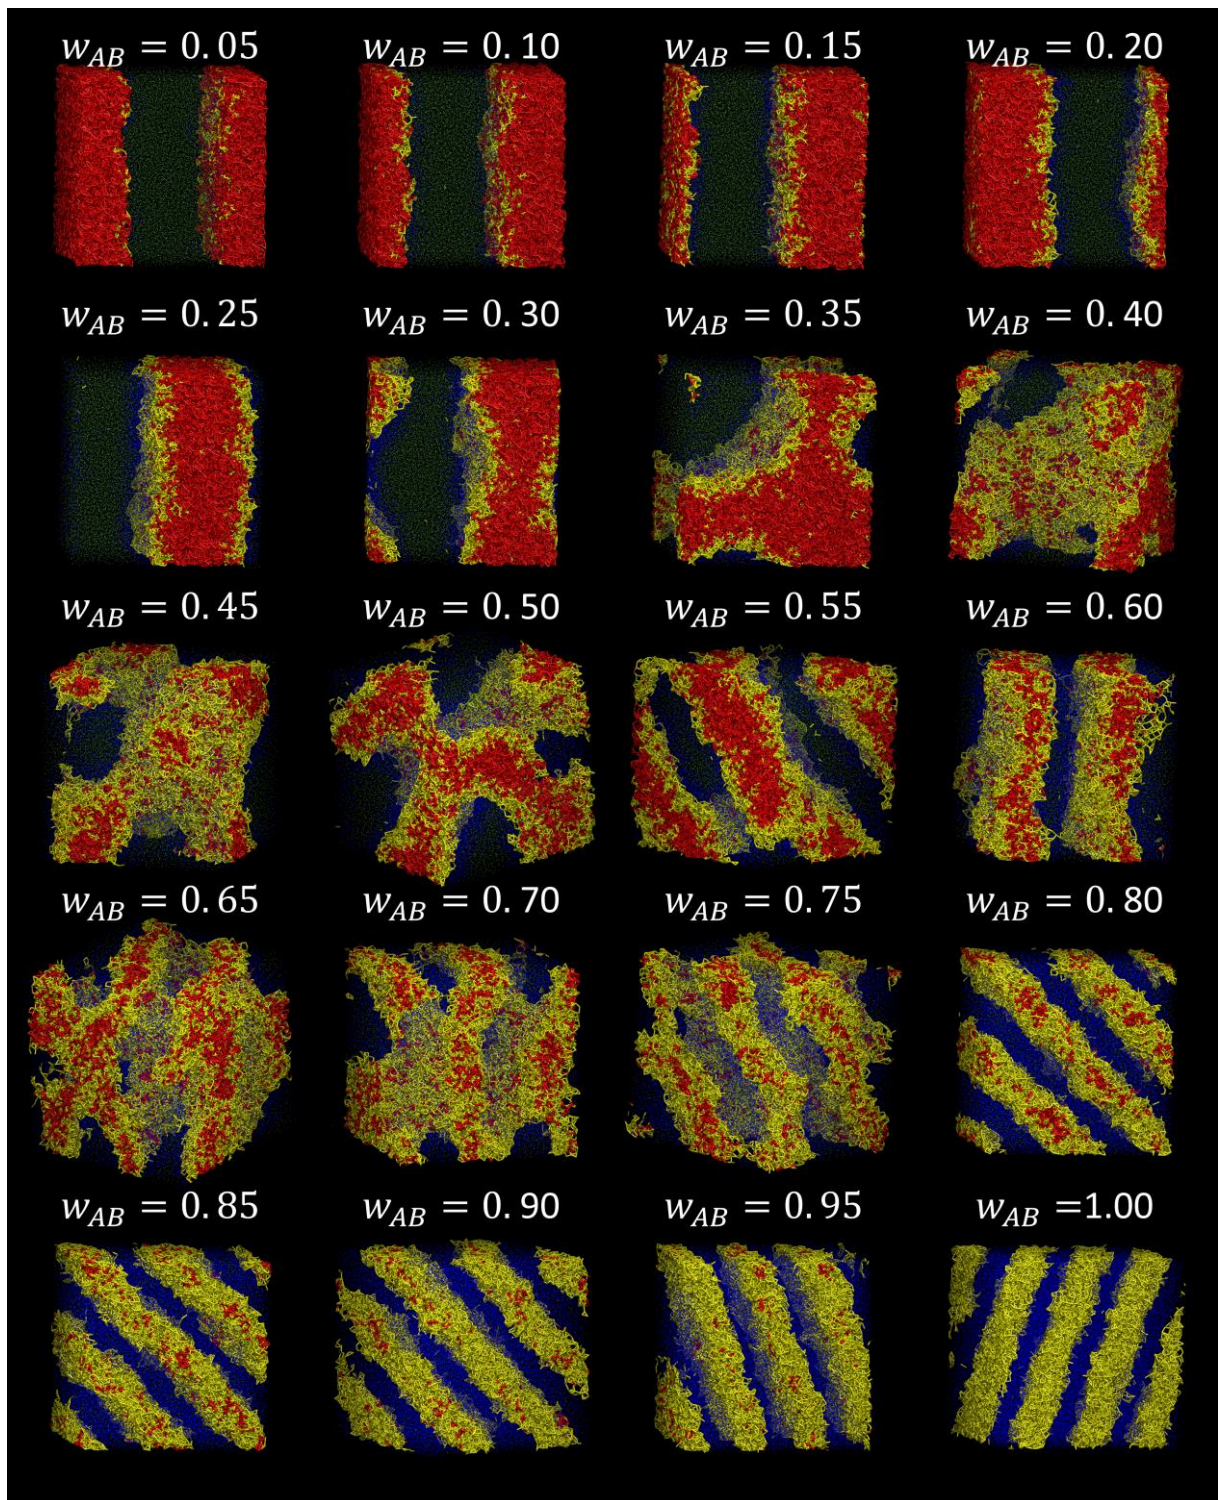 w_AB = 0.05 w_AB = 0.10 w_AB = 0.15 w_AB = 0.20
w_AB = 0.25 w_AB = 0.30 w_AB = 0.35 w_AB = 0.40
w_AB = 0.45 w_AB = 0.50 w_AB = 0.55 w_AB = 0.60
w_AB = 0.65 w_AB = 0.70 w_AB = 0.75 w_AB = 0.80
w_AB = 0.85 w_AB = 0.90 w_AB = 0.95 w_AB =1.00